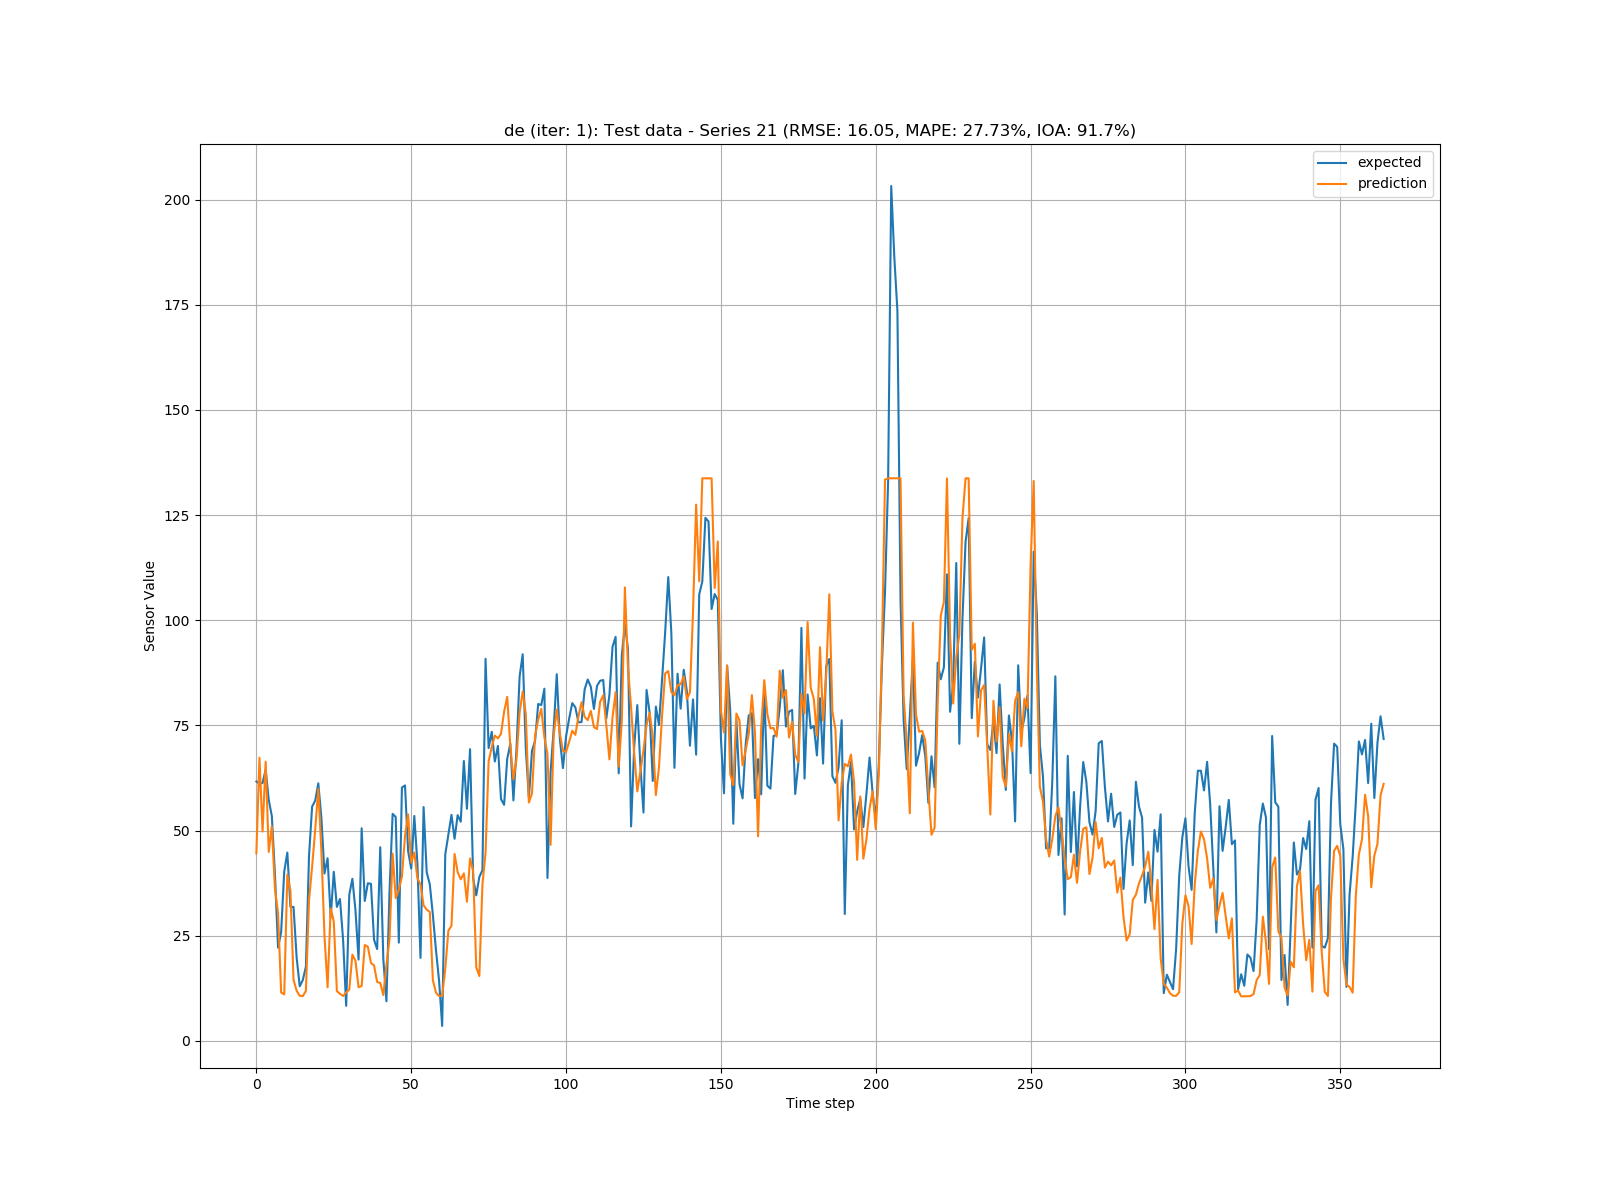 de (iter: 1): Test data - Series 21 (RMSE: 16.05, MAPE: 27.73%, IOA: 91.7%)
expected
prediction
200
175
150
125
100
75
50
25
0
Sensor Value
0 50 100 150 200 250 300 350
Time step